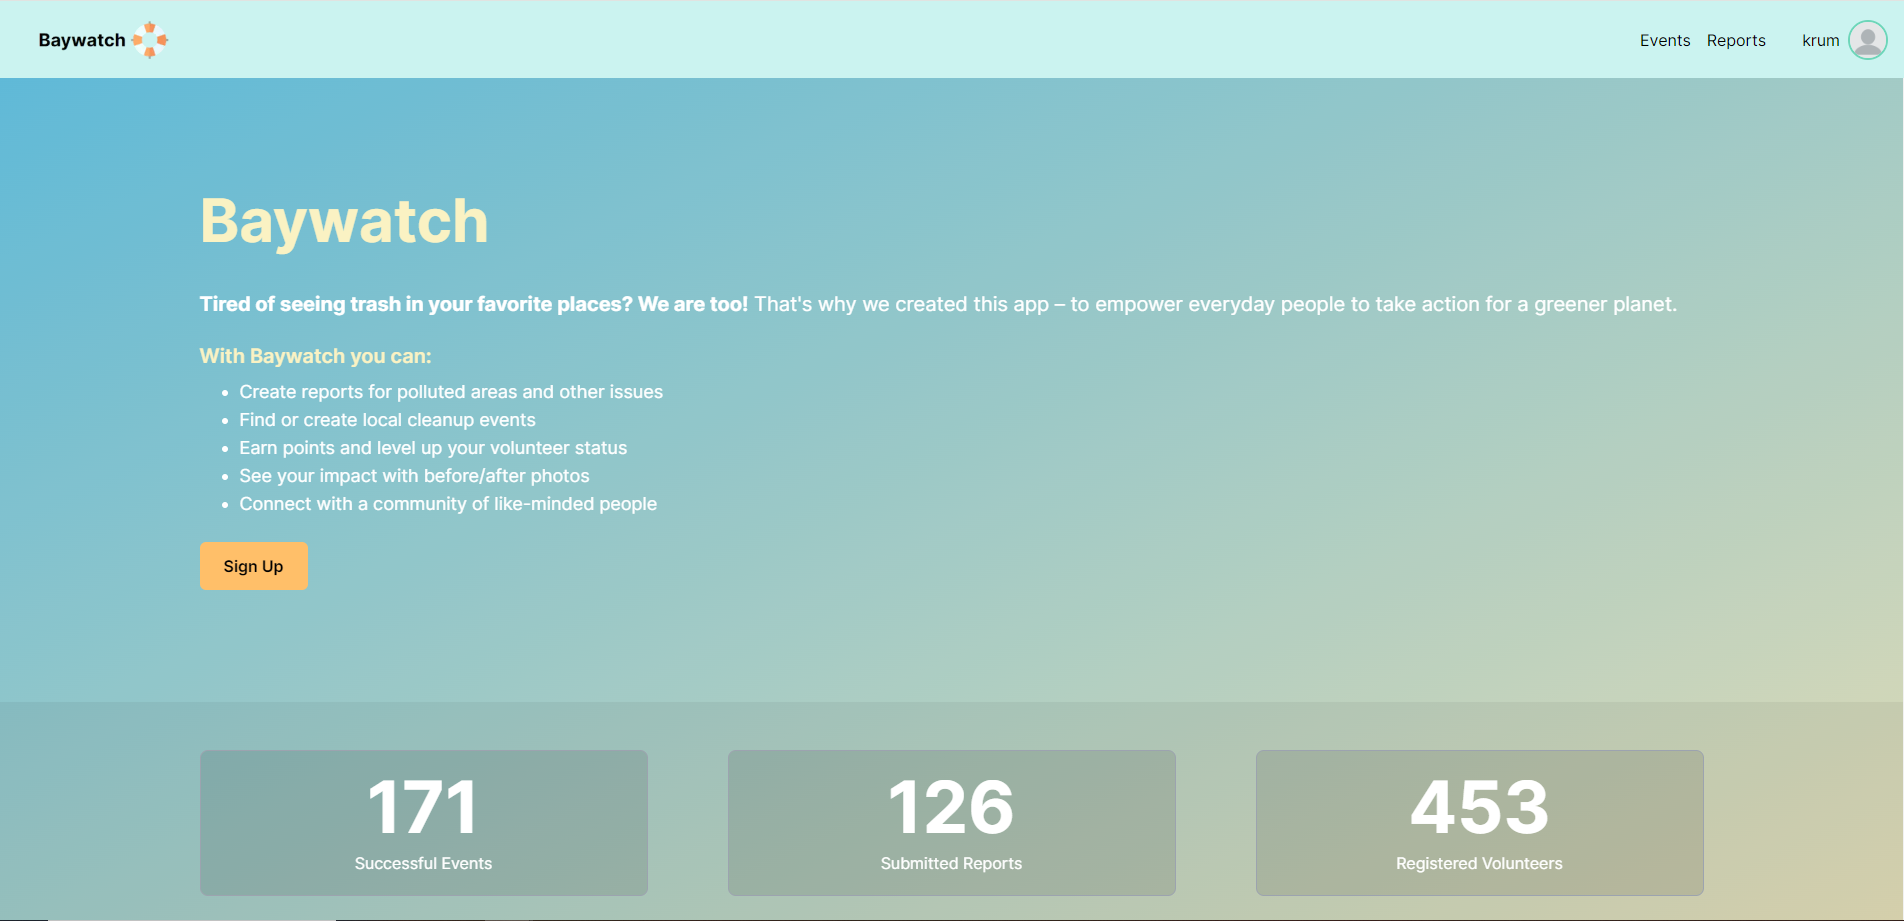 Baywatch
Events Reports krum
Baywatch
Tired of seeing trash in your favorite places? We are too! That's why we created this app – to empower everyday people to take action for a greener planet.
With Baywatch you can:
• Create reports for polluted areas and other issues
• Find or create local cleanup events
• Earn points and level up your volunteer status
• See your impact with before/after photos
• Connect with a community of like-minded people
Sign Up
171
Successful Events
126
Submitted Reports
453
Registered Volunteers